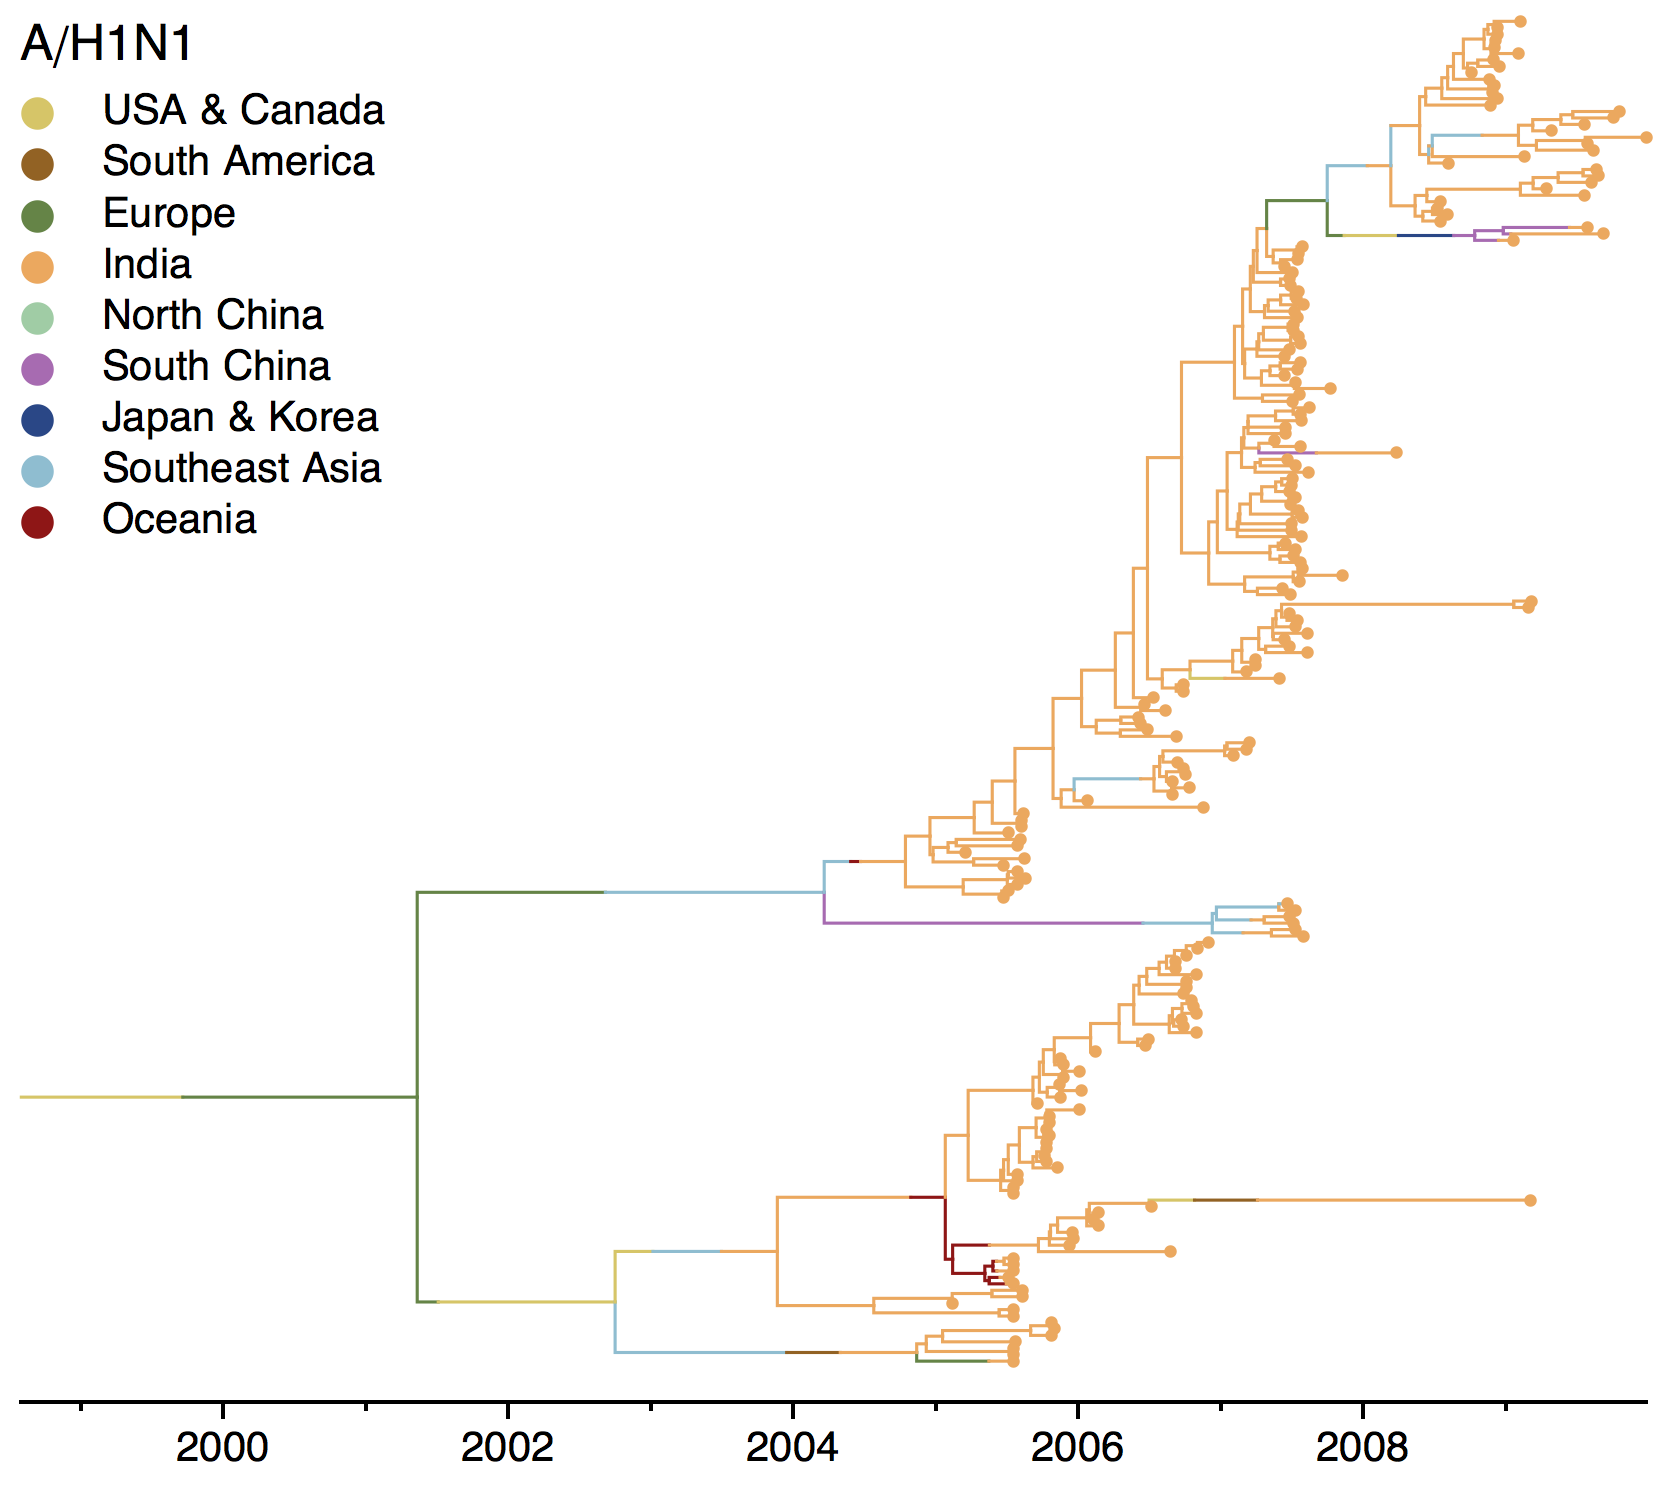 A/H1N1
USA & Canada
South America
Europe
India
North China
South China
Japan & Korea
Southeast Asia
Oceania
2000 2002 2004 2006 2008